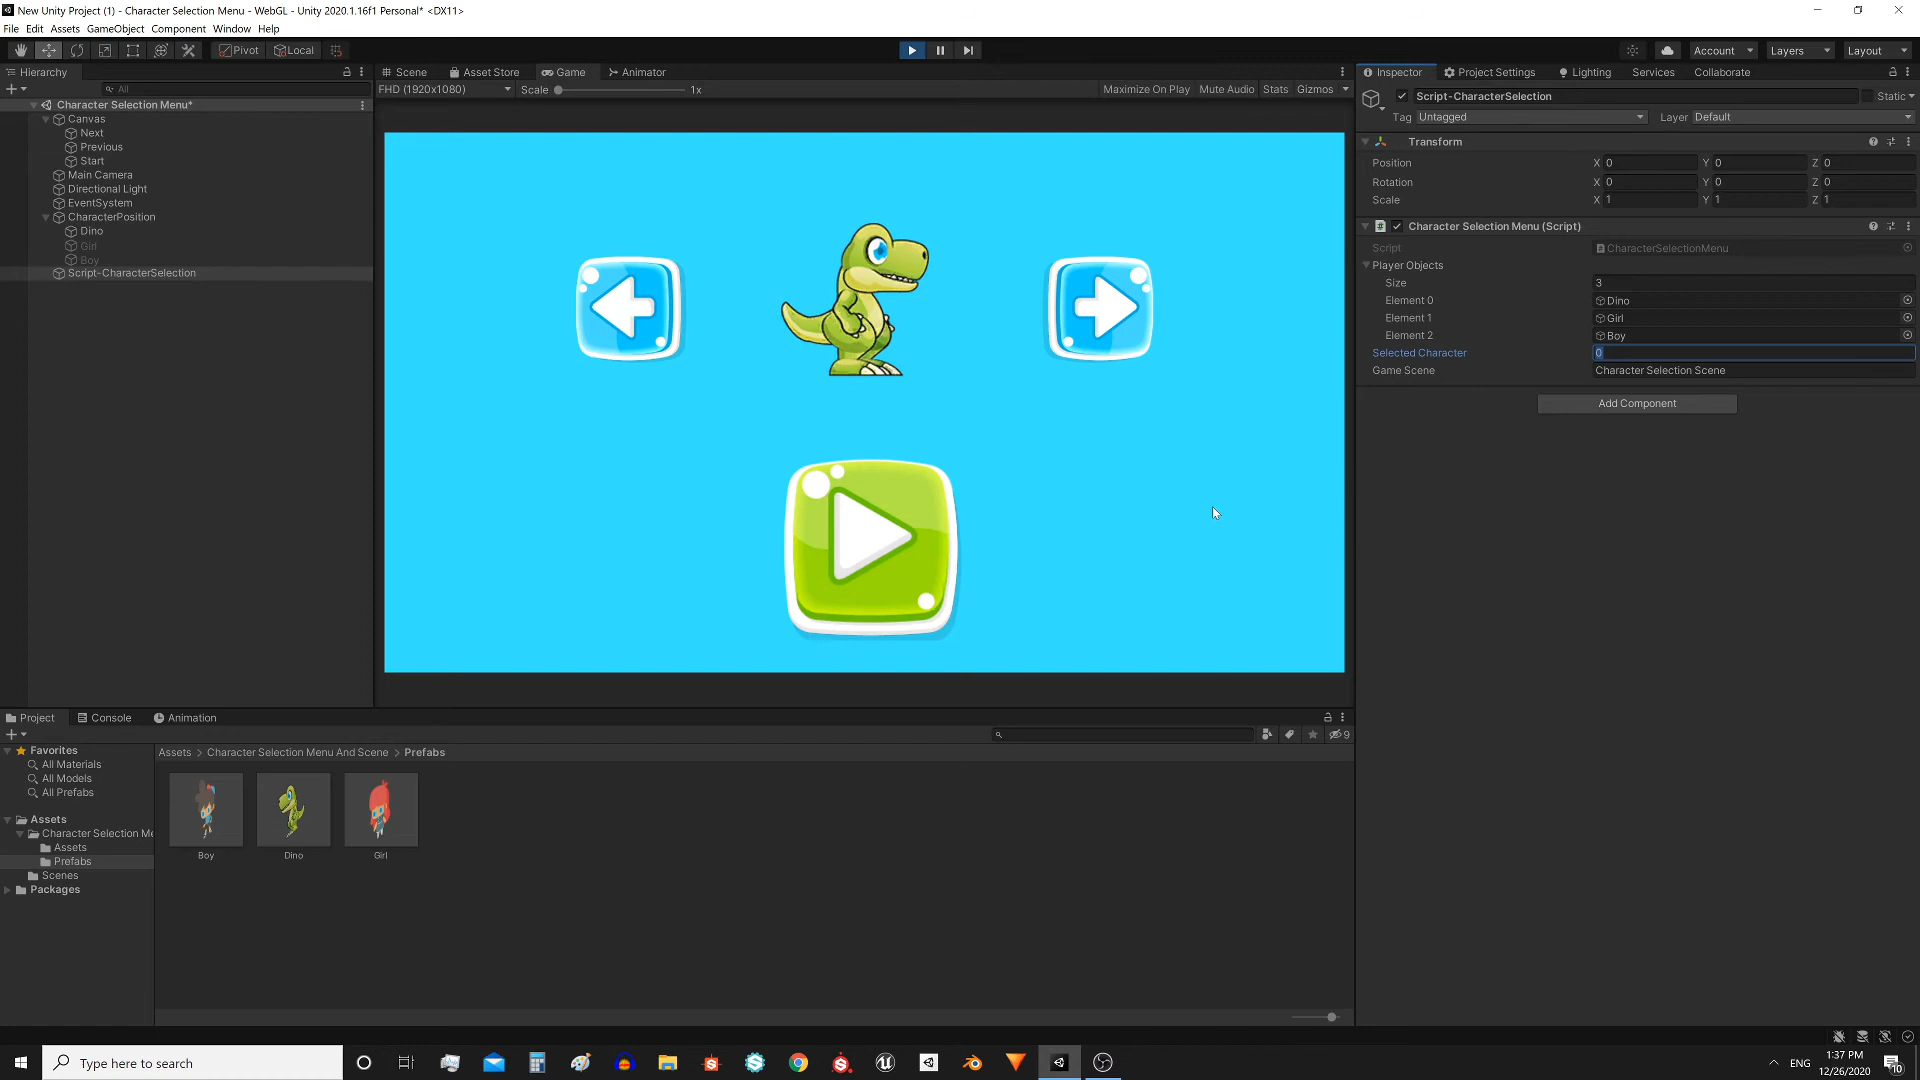 New Unity Project (1) - Character Selection Menu - WebGL - Unity 2020.1.16f1 Personal* <DX11>
File Edit Assets GameObject Component Window Help
Pivot Local Account Layers Layout
Hierarchy Scene Asset Store Game Animator Inspector Project Settings Lighting Services Collaborate
All FHD (1920x1080) Scale 1x Maximize On Play Mute Audio Stats Gizmos
Script-CharacterSelection Static
Tag Untagged Layer Default
Character Selection Menu*
Canvas
Next
Previous
Start
Main Camera
Directional Light
EventSystem
CharacterPosition
Dino
Girl
Boy
Script-CharacterSelection
Transform
Position X 0 Y 0 Z 0
Rotation X 0 Y 0 Z 0
Scale X 1 Y 1 Z 1
Character Selection Menu (Script)
Script CharacterSelectionMenu
Player Objects
Size 3
Element 0 Dino
Element 1 Girl
Element 2 Boy
Selected Character 0
Game Scene Character Selection Scene
Add Component
Project Console Animation
9
Favorites
All Materials
All Models
All Prefabs
Assets
Character Selection Me
Assets
Prefabs
Scenes
Packages
Assets > Character Selection Menu And Scene > Prefabs
Boy Dino Girl
Type here to search
ENG
1:37 PM
12/26/2020
10